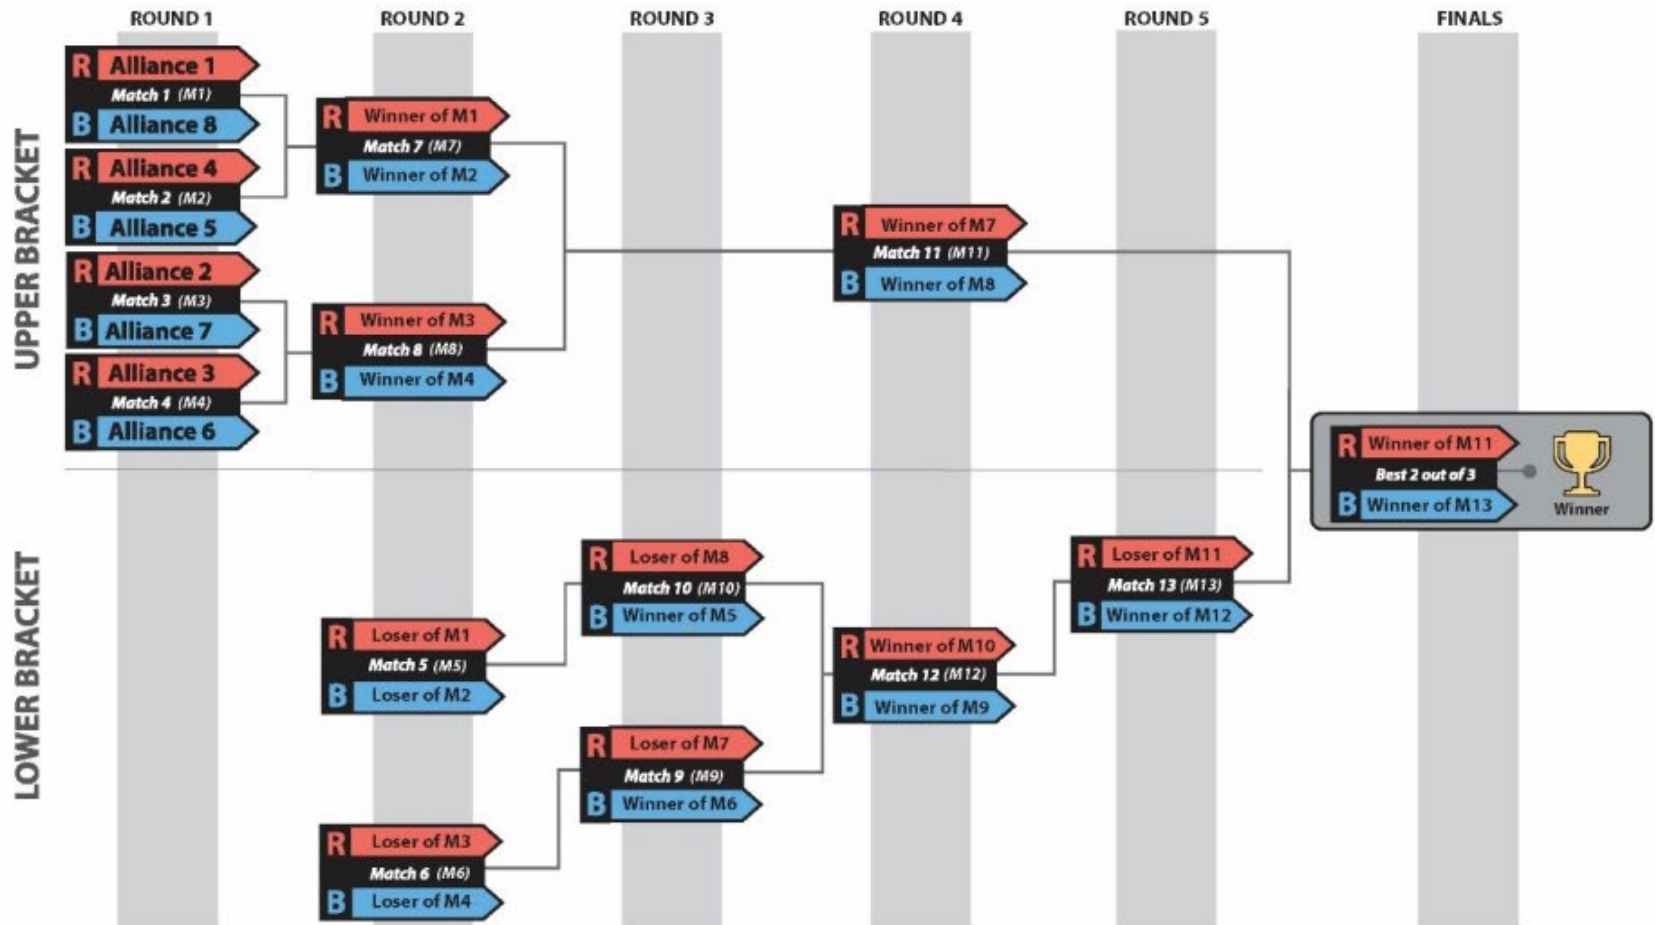 ROUND 1
ROUND 2
ROUND 3
ROUND 4
ROUND 5
FINALS
UPPER BRACKET
R Alliance 1
Match 1 (M1)
B Alliance 8
R Alliance 4
Match 2 (M2)
B Alliance 5
R Alliance 2
Match 3 (M3)
B Alliance 7
R Alliance 3
Match 4 (M4)
B Alliance 6
R Winner of M1
Match 7 (M7)
B Winner of M2
R Winner of M3
Match 8 (M8)
B Winner of M4
R Winner of M7
Match 11 (M11)
B Winner of M8
R Winner of M11
Best 2 out of 3
B Winner of M13
Winner
LOWER BRACKET
R Loser of M1
Match 5 (M5)
B Loser of M2
R Loser of M3
Match 6 (M6)
B Loser of M4
R Loser of M8
Match 10 (M10)
B Winner of M5
R Loser of M7
Match 9 (M9)
B Winner of M6
R Winner of M10
Match 12 (M12)
B Winner of M9
R Loser of M11
Match 13 (M13)
B Winner of M12